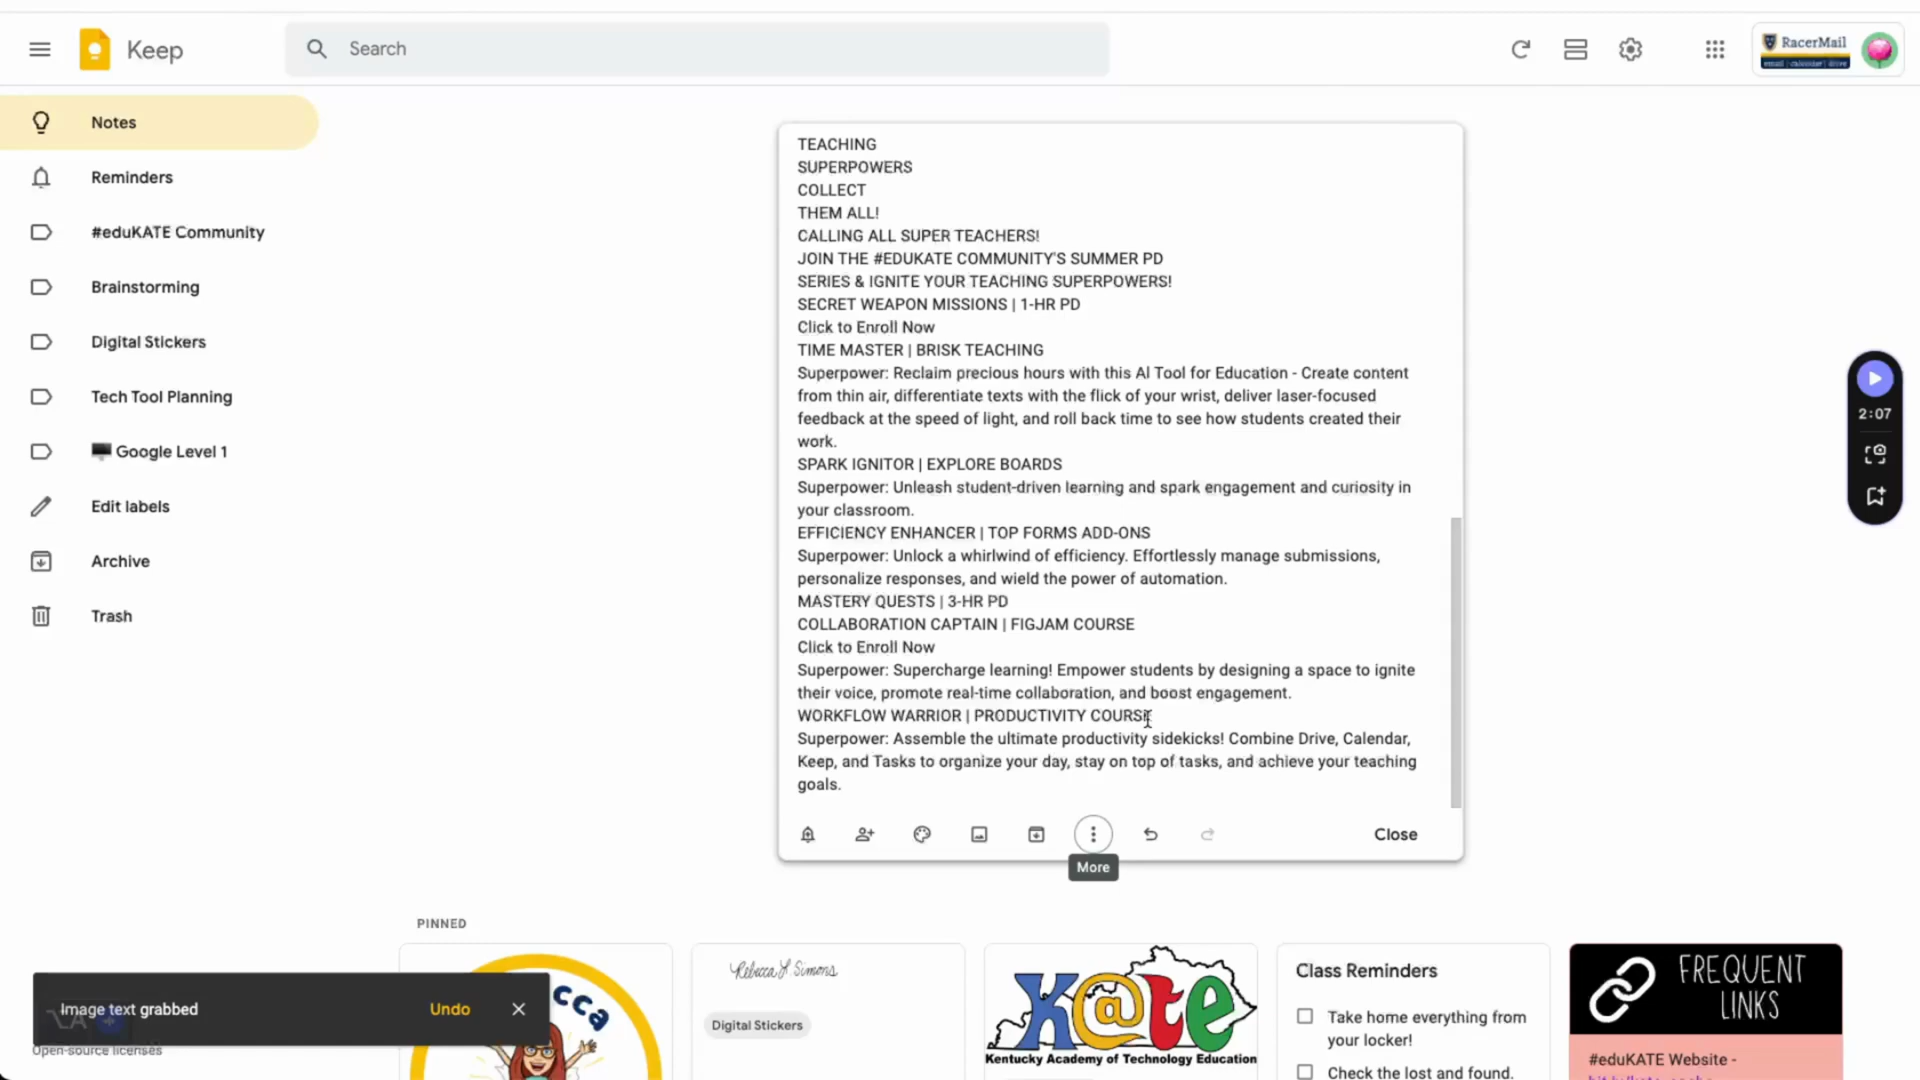 Keep
Search
RacerMail
email | calendar | drive
Notes
Reminders
#eduKATE Community
Brainstorming
Digital Stickers
Tech Tool Planning
Google Level 1
Edit labels
Archive
Trash
TEACHING
SUPERPOWERS
COLLECT
THEM ALL!
CALLING ALL SUPER TEACHERS!
JOIN THE #EDUKATE COMMUNITY'S SUMMER PD
SERIES & IGNITE YOUR TEACHING SUPERPOWERS!
SECRET WEAPON MISSIONS | 1-HR PD
Click to Enroll Now
TIME MASTER | BRISK TEACHING
Superpower: Reclaim precious hours with this AI Tool for Education - Create content
from thin air, differentiate texts with the flick of your wrist, deliver laser-focused
feedback at the speed of light, and roll back time to see how students created their
work.
SPARK IGNITOR | EXPLORE BOARDS
Superpower: Unleash student-driven learning and spark engagement and curiosity in
your classroom.
EFFICIENCY ENHANCER | TOP FORMS ADD-ONS
Superpower: Unlock a whirlwind of efficiency. Effortlessly manage submissions,
personalize responses, and wield the power of automation.
MASTERY QUESTS | 3-HR PD
COLLABORATION CAPTAIN | FIGJAM COURSE
Click to Enroll Now
Superpower: Supercharge learning! Empower students by designing a space to ignite
their voice, promote real-time collaboration, and boost engagement.
WORKFLOW WARRIOR | PRODUCTIVITY COURSE
Superpower: Assemble the ultimate productivity sidekicks! Combine Drive, Calendar,
Keep, and Tasks to organize your day, stay on top of tasks, and achieve your teaching
goals.
Close
More
2:07
PINNED
Image text grabbed
Undo
Open-source licenses
cca
Rebecca L Simons
Digital Stickers
K@te
Kentucky Academy of Technology Education
Class Reminders
Take home everything from
your locker!
Check the lost and found.
FREQUENT
LINKS
#eduKATE Website -